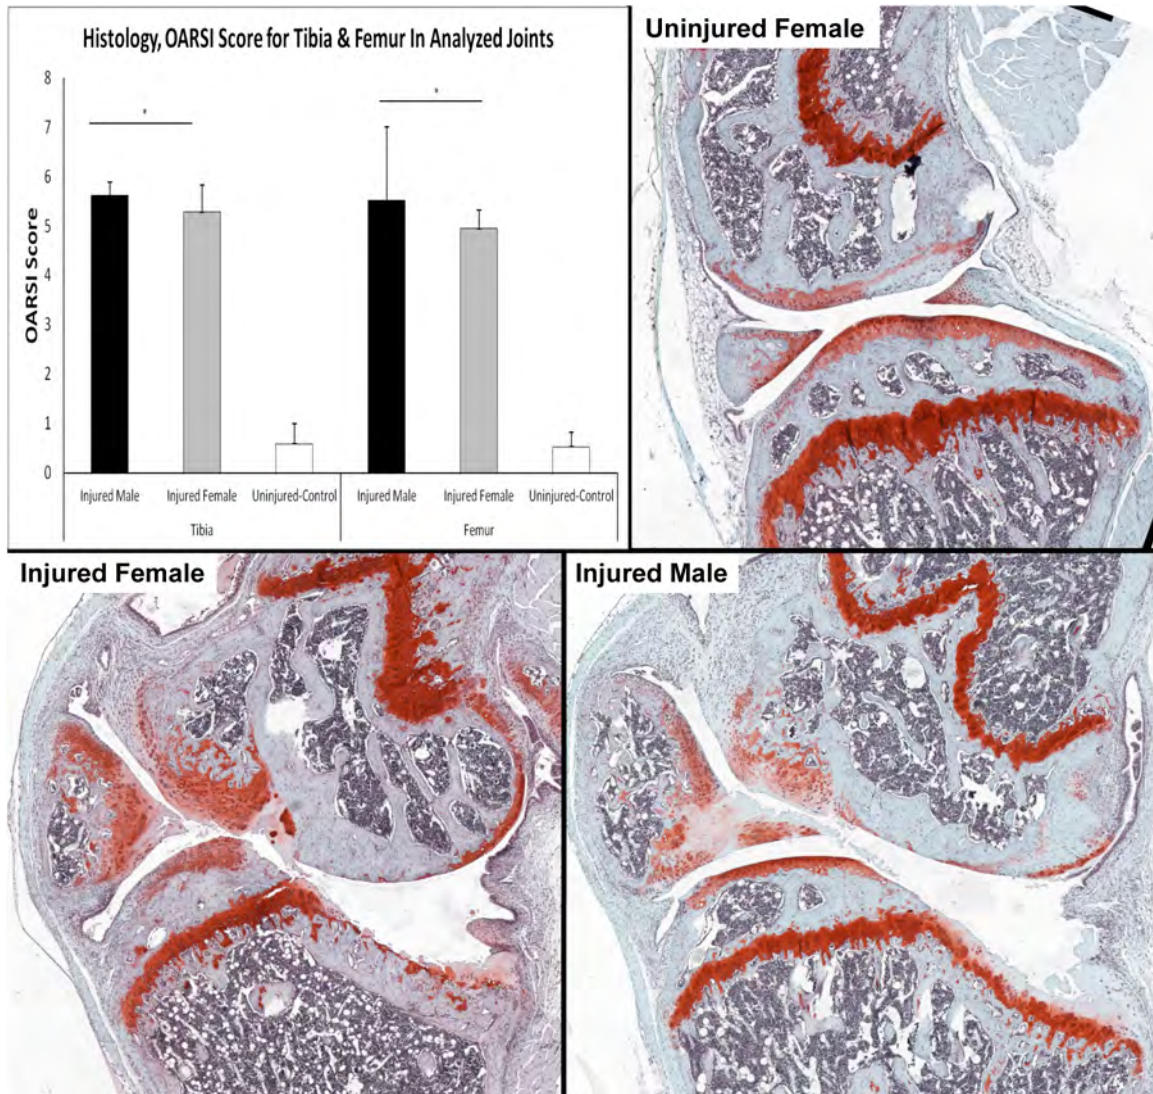 Histology, OARSI Score for Tibia & Femur In Analyzed Joints
OARSI Score
8
7
6
5
4
3
2
1
0
*
*
Injured Male
Injured Female
Uninjured-Control
Injured Male
Injured Female
Uninjured-Control
Tibia
Femur
Uninjured Female
Injured Female
Injured Male